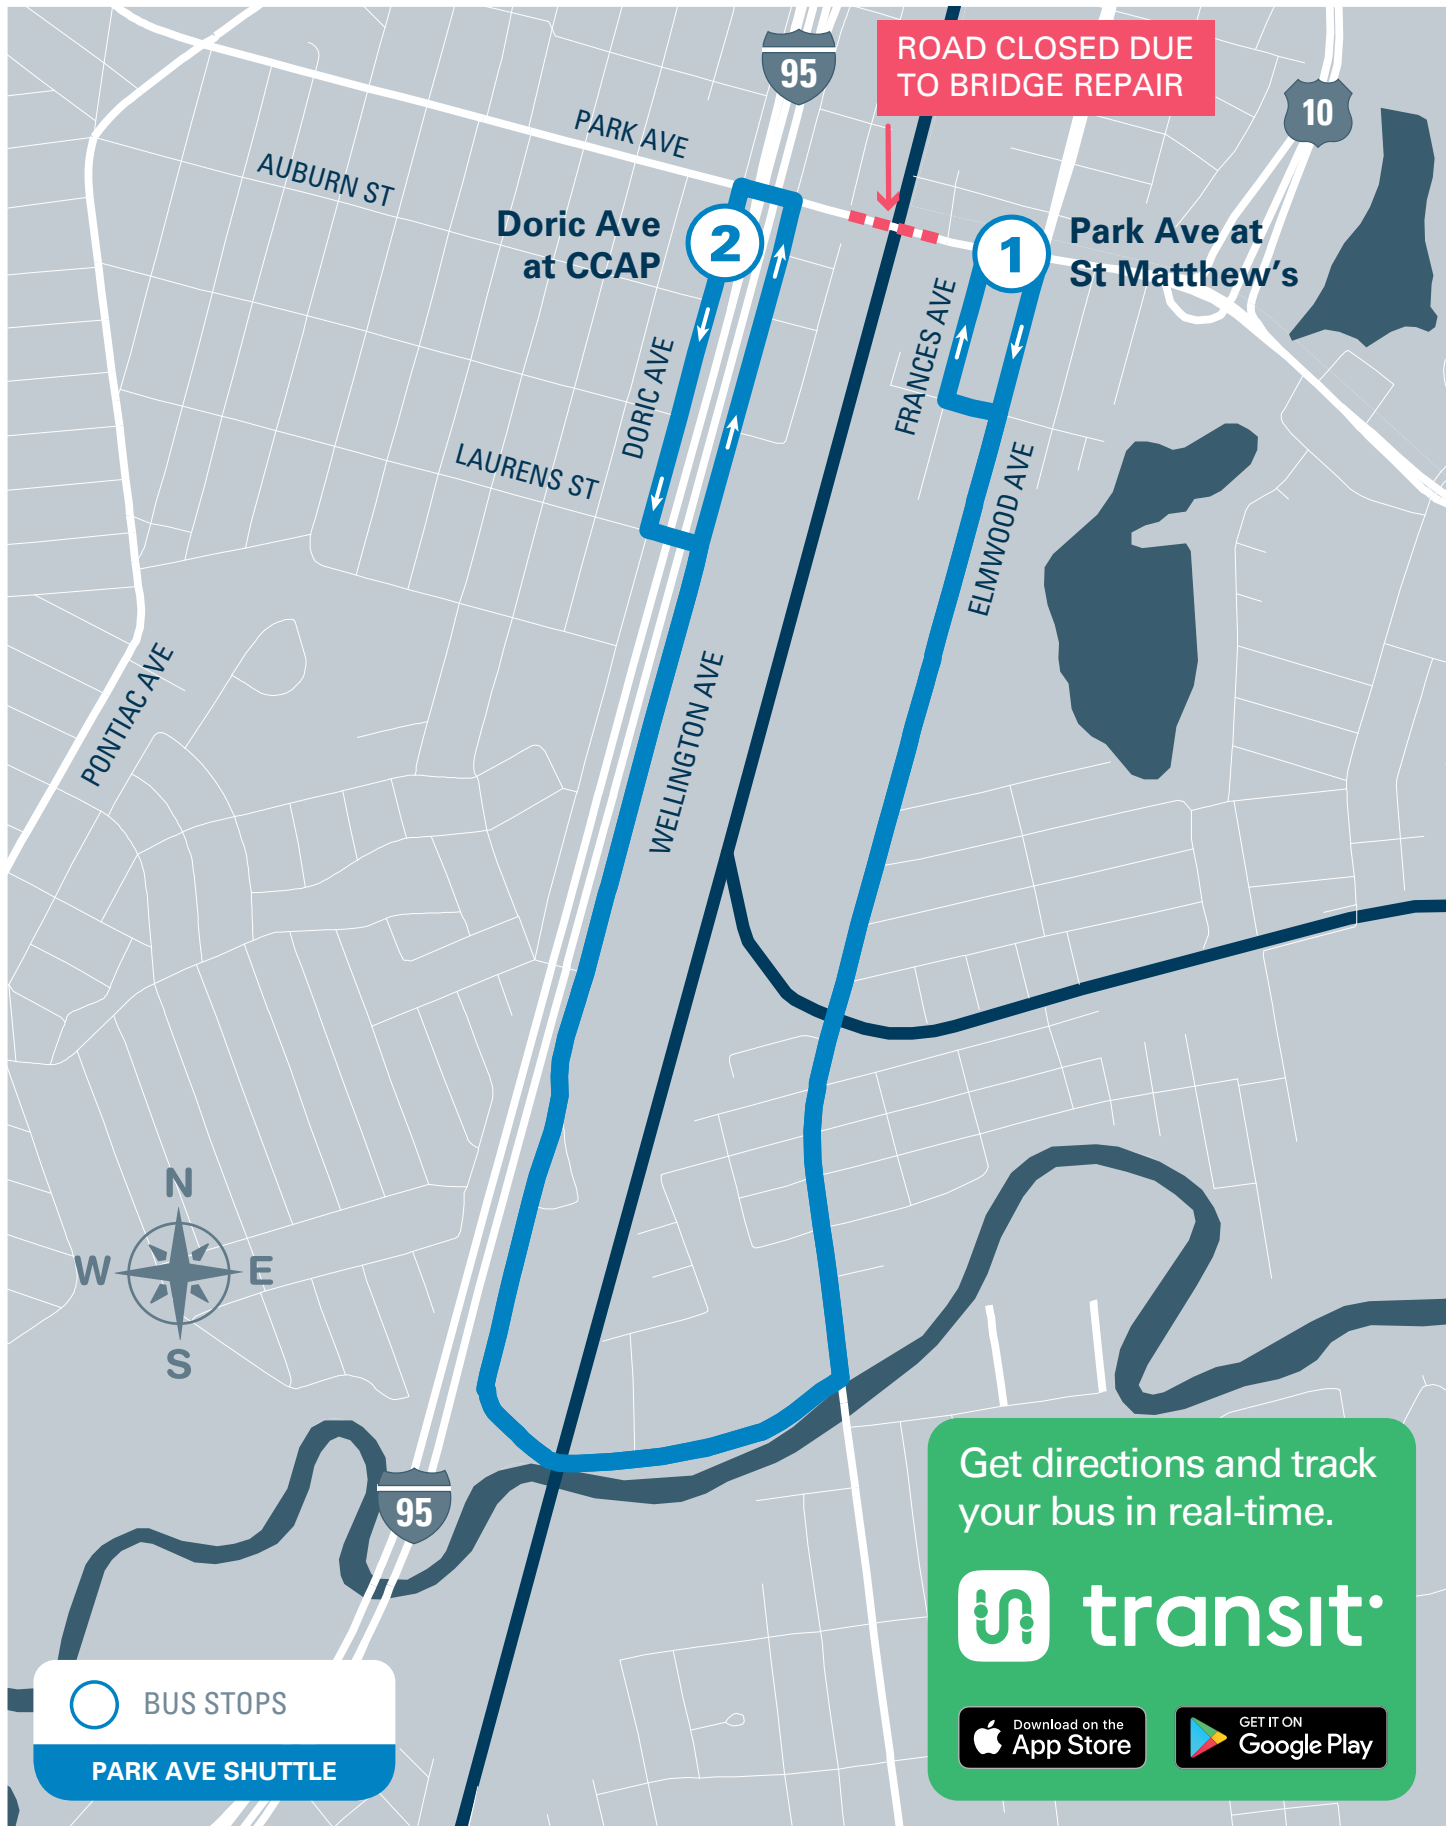 95
ROAD CLOSED DUE
TO BRIDGE REPAIR
10
PARK AVE
AUBURN ST
Doric Ave
at CCAP
2
1
Park Ave at
St Matthew's
FRANCES AVE
DORIC AVE
LAURENS ST
ELMWOOD AVE
PONTIAC AVE
WELLINGTON AVE
N
W E
S
95
Get directions and track
your bus in real-time.
transit
Download on the
App Store
GET IT ON
Google Play
BUS STOPS
PARK AVE SHUTTLE